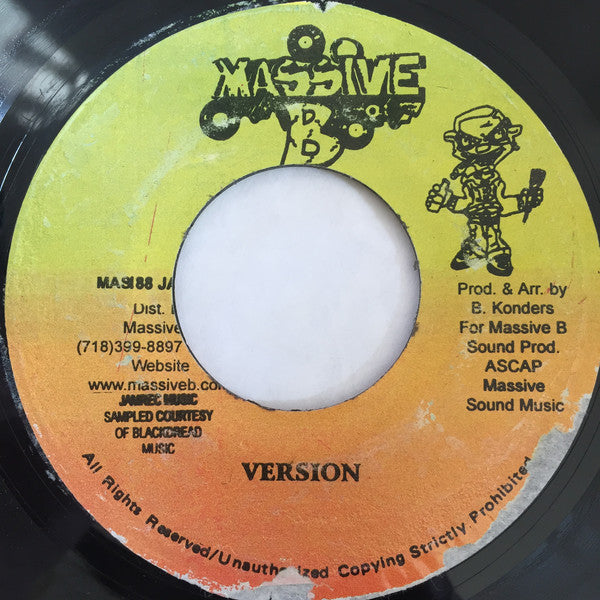 MASSIVE
B
MAS188 JA
Dist.
Massive
(718)399-8897
Website
www.massiveb.com
JAMREC MUSIC
SAMPLED COURTESY
OF BLACKDREAD
MUSIC
Prod. & Arr. by
B. Konders
For Massive B
Sound Prod.
ASCAP
Massive
Sound Music
VERSION
All Rights Reserved/Unauthorized Copying Strictly Prohibited